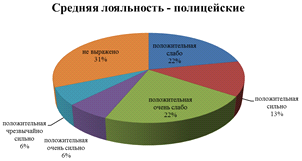 Средняя лояльность - полицейские
не выражено
31%
положительная
слабо
22%
положительная
сильно
13%
положительная
очень слабо
22%
положительная
очень сильно
6%
положительная
чрезвычайно
сильно
6%